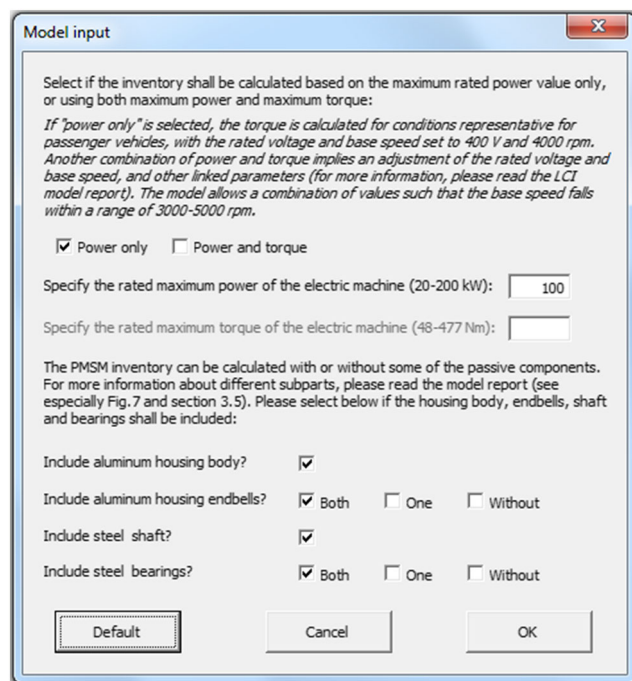 Model input
Select if the inventory shall be calculated based on the maximum rated power value only,
or using both maximum power and maximum torque:
If "power only" is selected, the torque is calculated for conditions representative for
passenger vehicles, with the rated voltage and base speed set to 400 V and 4000 rpm.
Another combination of power and torque implies an adjustment of the rated voltage and
base speed, and other linked parameters (for more information, please read the LCI
model report). The model allows a combination of values such that the base speed falls
within a range of 3000-5000 rpm.
Power only Power and torque
Specify the rated maximum power of the electric machine (20-200 kW): 100
Specify the rated maximum torque of the electric machine (48-477 Nm):
The PMSM inventory can be calculated with or without some of the passive components.
For more information about different subparts, please read the model report (see
especially Fig.7 and section 3.5). Please select below if the housing body, endbells, shaft
and bearings shall be included:
Include aluminum housing body?
Include aluminum housing endbells? Both One Without
Include steel shaft?
Include steel bearings? Both One Without
Default Cancel OK